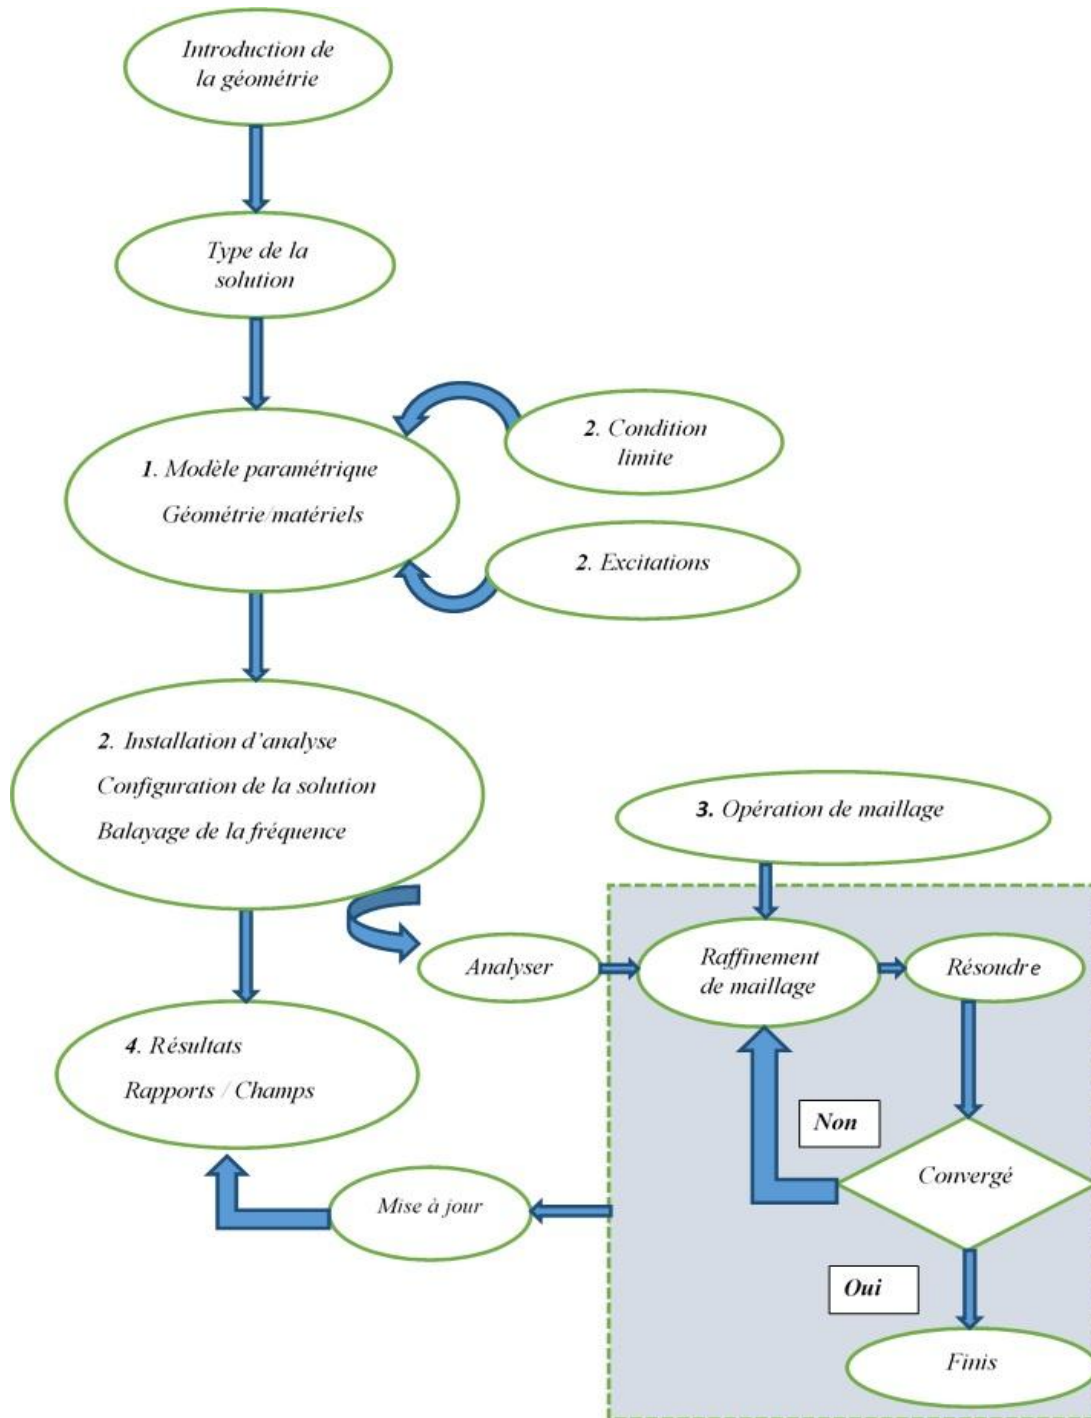 Introduction de
la géométrie
Type de la
solution
2. Condition
limite
1. Modèle paramétrique
Géométrie/matériels
2. Excitations
2. Installation d'analyse
Configuration de la solution
Balayage de la fréquence
3. Opération de maillage
Analyser
Raffinement
de maillage
Résoudre
4. Résultats
Rapports / Champs
Non
Convergé
Mise à jour
Oui
Finis